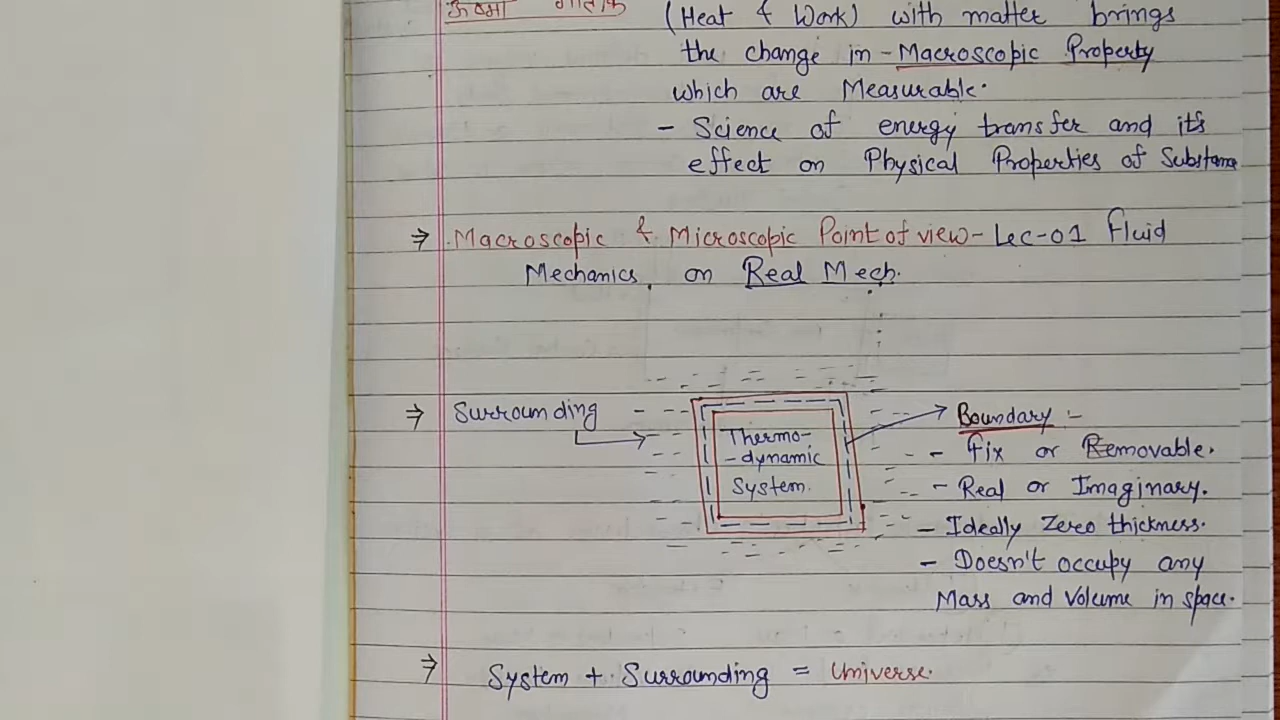 ऊष्मा गतिक
(Heat & Work) with matter brings
the change in - Macroscopic Property
which are Measurable.
- Science of energy transfer and it's
effect on Physical Properties of Substance
⇒ Macroscopic & Microscopic Point of view - Lec-01 fluid
Mechanics, on Real Mech.
⇒ Surrounding
Thermo-
-dynamic
System.
Boundary :-
- Fix or Removable.
- Real or Imaginary.
- Ideally Zero thickness.
- Doesn't occupy any
Mass and Volume in space.
⇒ System + Surrounding = Universe.